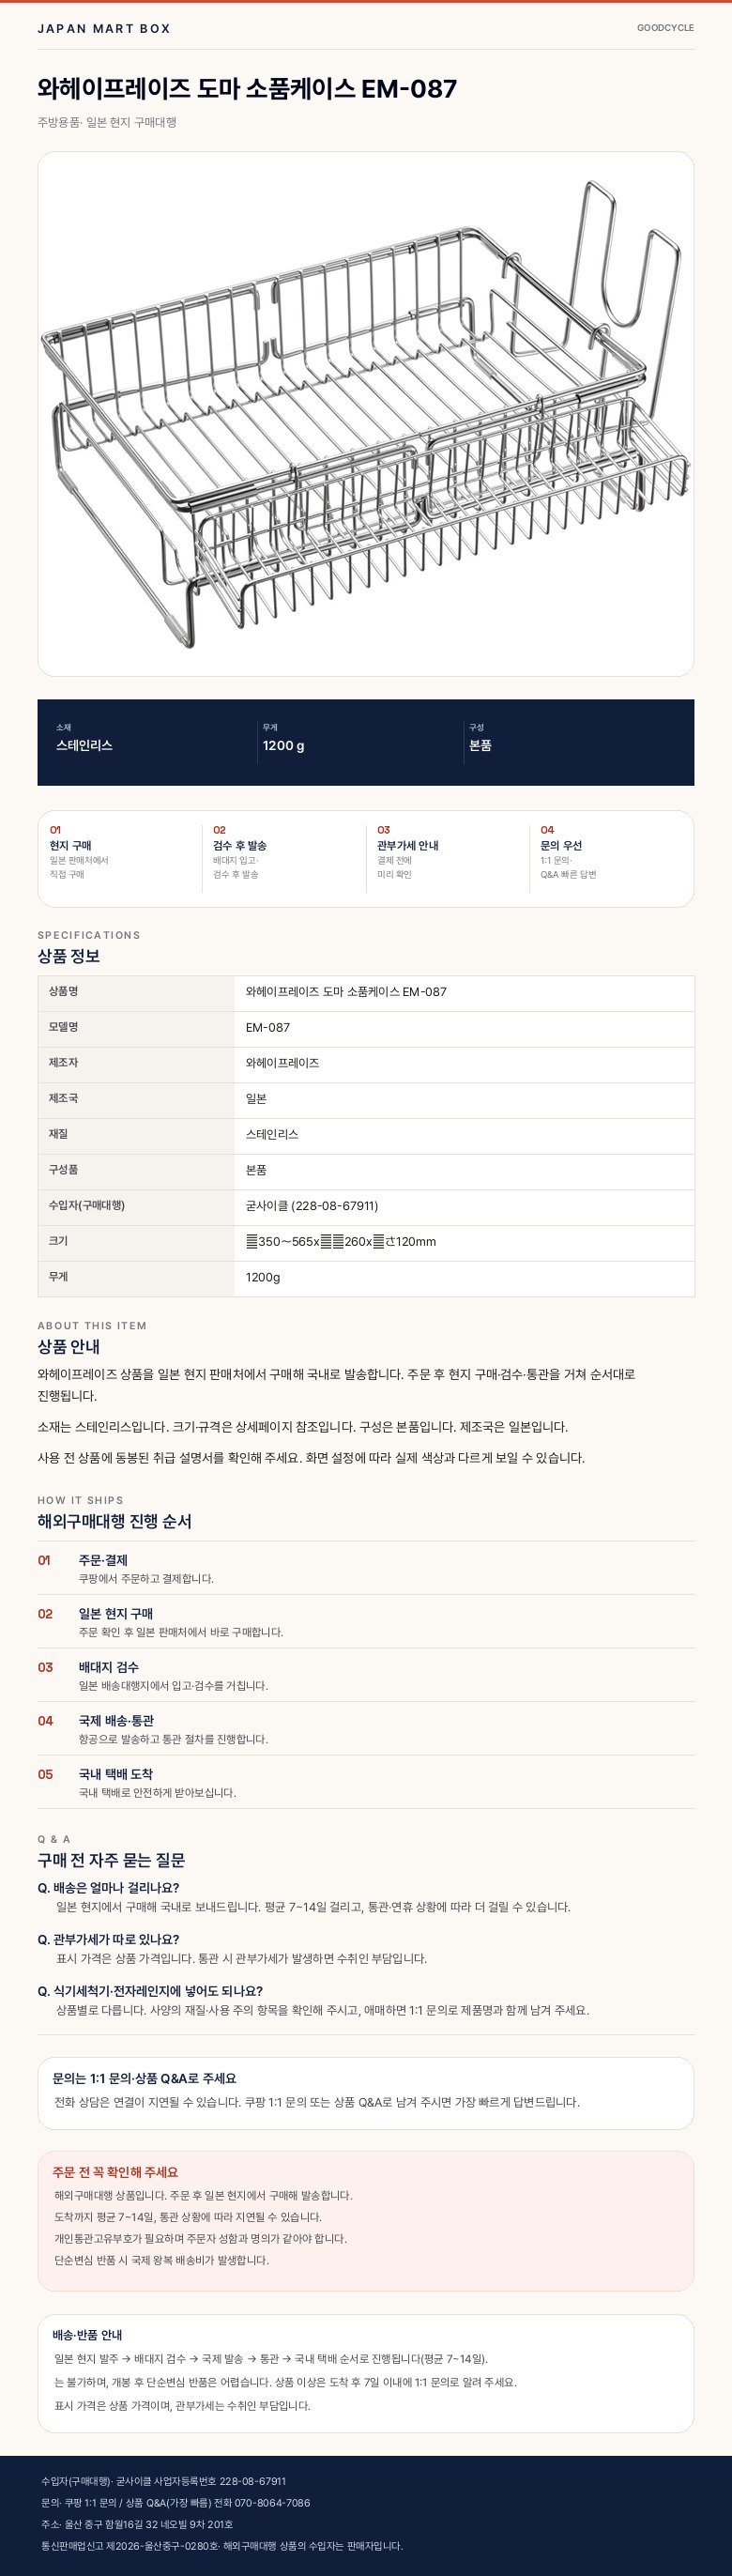 JAPAN MART BOX
GOODCYCLE
와헤이프레이즈 도마 소품케이스 EM-087
주방용품· 일본 현지 구매대행
소재
스테인리스
무게
1200 g
구성
본품
01
현지 구매
일본 판매처에서
직접 구매
02
검수 후 발송
배대지 입고·
검수 후 발송
03
관부가세 안내
결제 전에
미리 확인
04
문의 우선
1:1 문의·
Q&A 빠른 답변
SPECIFICATIONS
상품 정보
상품명 와헤이프레이즈 도마 소품케이스 EM-087
모델명 EM-087
제조자 와헤이프레이즈
제조국 일본
재질 스테인리스
구성품 본품
수입자(구매대행) 굳사이클 (228-08-67911)
크기 350~565x 260x さ120mm
무게 1200g
ABOUT THIS ITEM
상품 안내
와헤이프레이즈 상품을 일본 현지 판매처에서 구매해 국내로 발송합니다. 주문 후 현지 구매·검수·통관을 거쳐 순서대로
진행됩니다.
소재는 스테인리스입니다. 크기·규격은 상세페이지 참조입니다. 구성은 본품입니다. 제조국은 일본입니다.
사용 전 상품에 동봉된 취급 설명서를 확인해 주세요. 화면 설정에 따라 실제 색상과 다르게 보일 수 있습니다.
HOW IT SHIPS
해외구매대행 진행 순서
01 주문·결제
쿠팡에서 주문하고 결제합니다.
02 일본 현지 구매
주문 확인 후 일본 판매처에서 바로 구매합니다.
03 배대지 검수
일본 배송대행지에서 입고·검수를 거칩니다.
04 국제 배송·통관
항공으로 발송하고 통관 절차를 진행합니다.
05 국내 택배 도착
국내 택배로 안전하게 받아보십니다.
Q & A
구매 전 자주 묻는 질문
Q. 배송은 얼마나 걸리나요?
일본 현지에서 구매해 국내로 보내드립니다. 평균 7~14일 걸리고, 통관·연휴 상황에 따라 더 걸릴 수 있습니다.
Q. 관부가세가 따로 있나요?
표시 가격은 상품 가격입니다. 통관 시 관부가세가 발생하면 수취인 부담입니다.
Q. 식기세척기·전자레인지에 넣어도 되나요?
상품별로 다릅니다. 사양의 재질·사용 주의 항목을 확인해 주시고, 애매하면 1:1 문의로 제품명과 함께 남겨 주세요.
문의는 1:1 문의·상품 Q&A로 주세요
전화 상담은 연결이 지연될 수 있습니다. 쿠팡 1:1 문의 또는 상품 Q&A로 남겨 주시면 가장 빠르게 답변드립니다.
주문 전 꼭 확인해 주세요
해외구매대행 상품입니다. 주문 후 일본 현지에서 구매해 발송합니다.
도착까지 평균 7~14일, 통관 상황에 따라 지연될 수 있습니다.
개인통관고유부호가 필요하며 주문자 성함과 명의가 같아야 합니다.
단순변심 반품 시 국제 왕복 배송비가 발생합니다.
배송·반품 안내
일본 현지 발주 → 배대지 검수 → 국제 발송 → 통관 → 국내 택배 순서로 진행됩니다(평균 7~14일).
는 불가하며, 개봉 후 단순변심 반품은 어렵습니다. 상품 이상은 도착 후 7일 이내에 1:1 문의로 알려 주세요.
표시 가격은 상품 가격이며, 관부가세는 수취인 부담입니다.
수입자(구매대행)· 굳사이클 사업자등록번호 228-08-67911
문의· 쿠팡 1:1 문의 / 상품 Q&A(가장 빠름) 전화 070-8064-7086
주소· 울산 중구 함월16길 32 네오빌 9차 201호
통신판매업신고 제2026-울산중구-0280호· 해외구매대행 상품의 수입자는 판매자입니다.